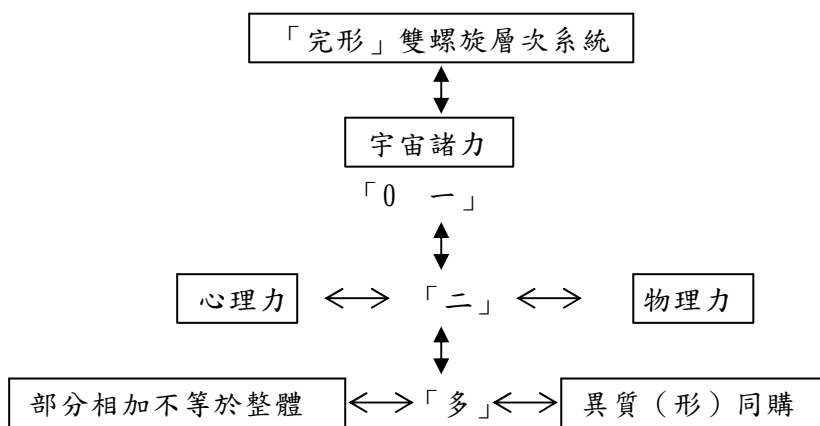 「完形」雙螺旋層次系統
宇宙諸力
「0 一」
心理力 「二」 物理力
部分相加不等於整體 「多」 異質（形）同購